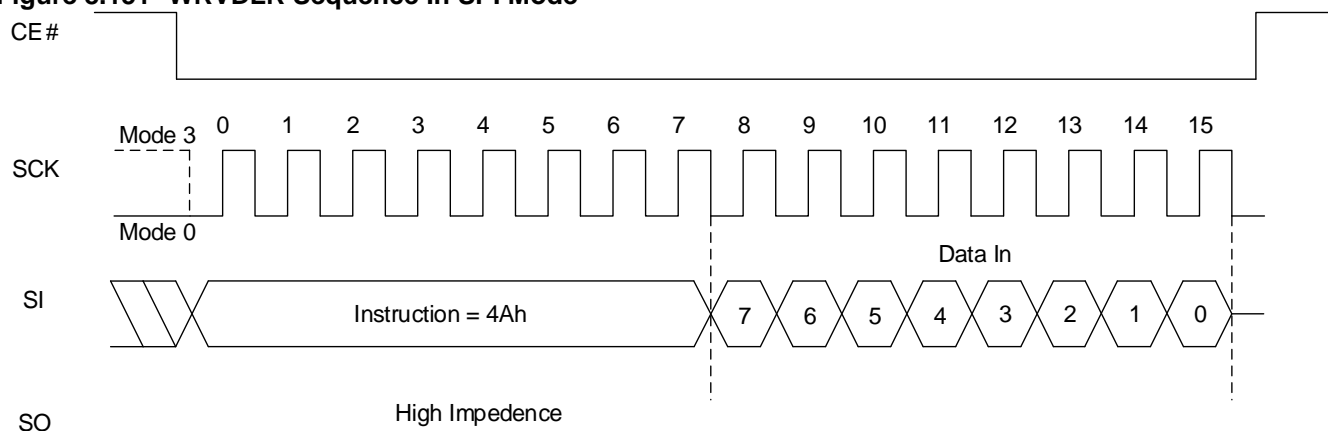 CE#
Mode 3 0 1 2 3 4 5 6 7 8 9 10 11 12 13 14 15
SCK
Mode 0
Data In
SI Instruction = 4Ah 7 6 5 4 3 2 1 0
High Impedence
SO